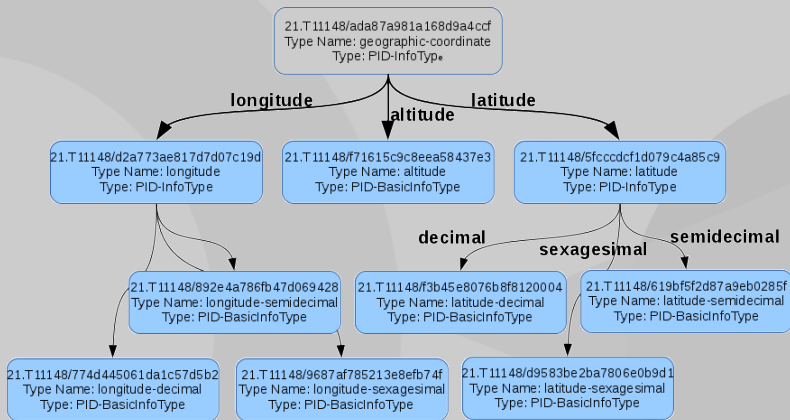 21.T11148/ada87a981a168d9a4ccf
Type Name: geographic-coordinate
Type: PID-InfoType
longitude
altitude
latitude
21.T11148/d2a773ae817d7d07c19d
Type Name: longitude
Type: PID-InfoType
21.T11148/f71615c9c8eea58437e3
Type Name: altitude
Type: PID-BasicInfoType
21.T11148/5fcccdcf1d079c4a85c9
Type Name: latitude
Type: PID-InfoType
decimal
sexagesimal
semidecimal
21.T11148/892e4a786fb47d069428
Type Name: longitude-semidecimal
Type: PID-BasicInfoType
21.T11148/f3b45e8076b8f8120004
Type Name: latitude-decimal
Type: PID-BasicInfoType
21.T11148/619bf5f2d87a9eb0285f
Type Name: latitude-semidecimal
Type: PID-BasicInfoType
21.T11148/774d445061da1c57d5b2
Type Name: longitude-decimal
Type: PID-BasicInfoType
21.T11148/9687af785213e8efb74f
Type Name: longitude-sexagesimal
Type: PID-BasicInfoType
21.T11148/d9583be2ba7806e0b9d1
Type Name: latitude-sexagesimal
Type: PID-BasicInfoType